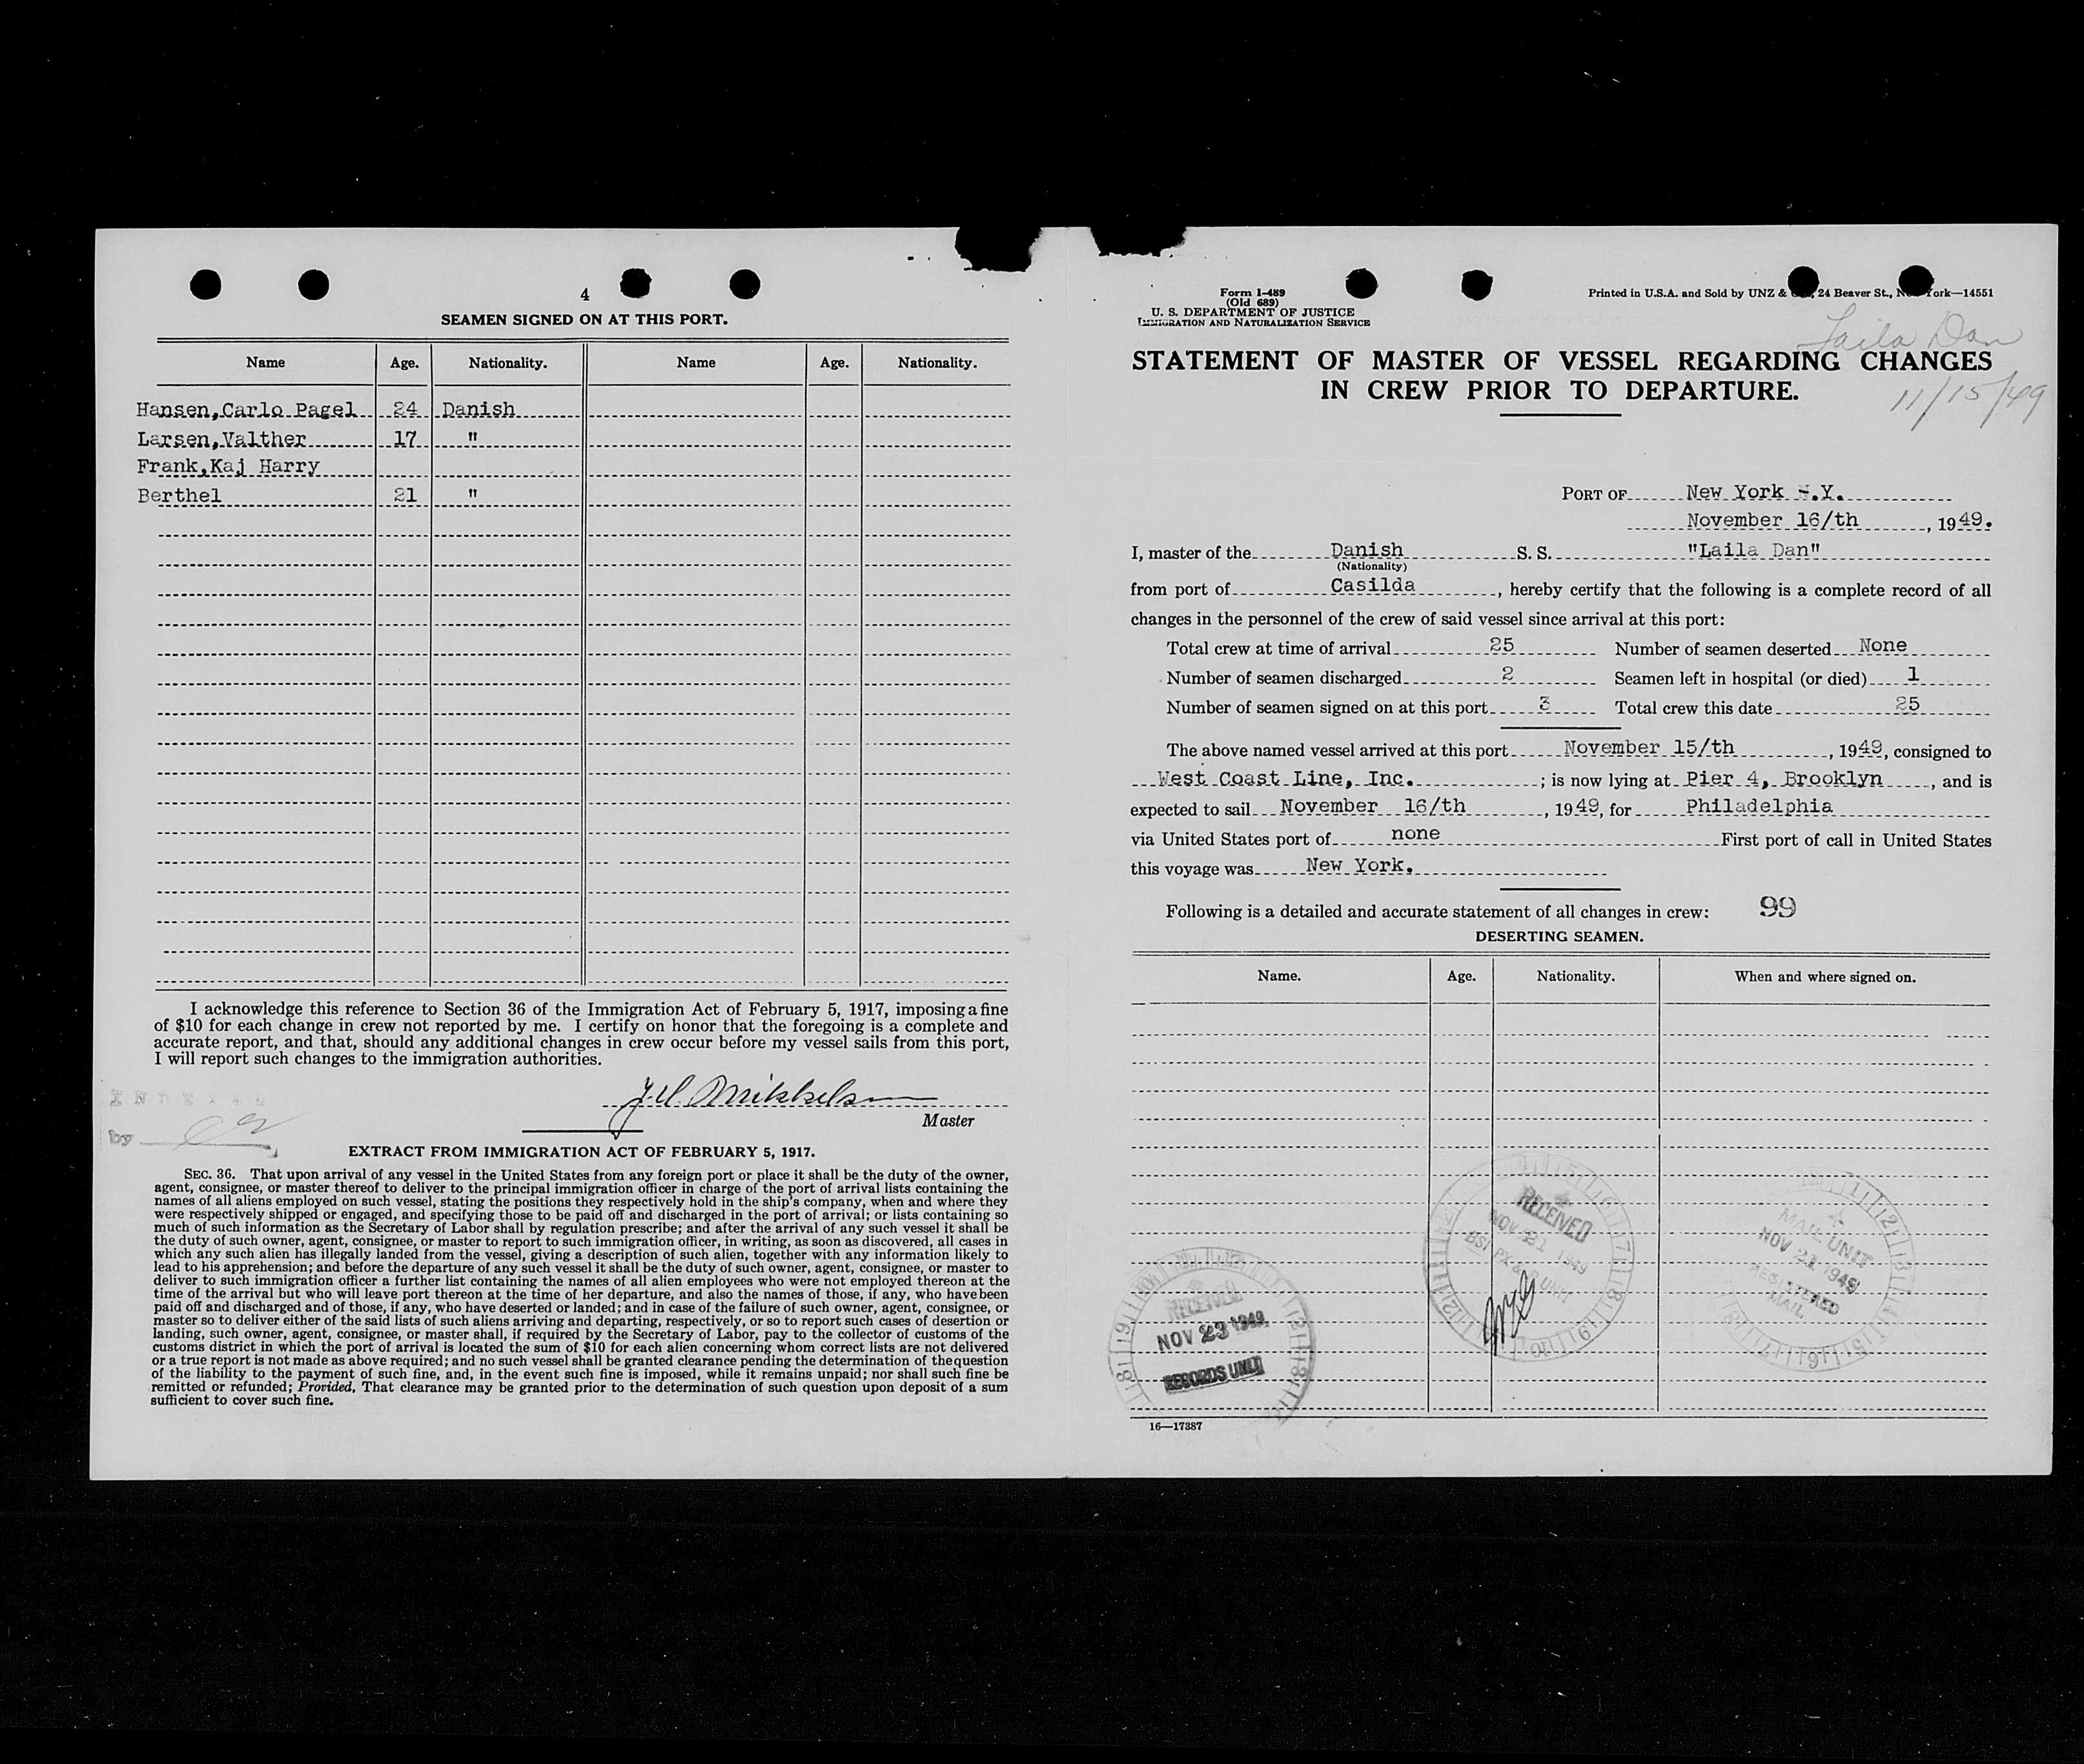 4
SEAMEN SIGNED ON AT THIS PORT.
Name Age. Nationality. Name Age. Nationality.
Hansen,Carlo Pagel 24 Danish
Larsen,Valther 17 "
Frank,Kaj Harry
Berthel 21 "
I acknowledge this reference to Section 36 of the Immigration Act of February 5, 1917, imposing a fine
of $10 for each change in crew not reported by me. I certify on honor that the foregoing is a complete and
accurate report, and that, should any additional changes in crew occur before my vessel sails from this port,
I will report such changes to the immigration authorities.
Master
by
EXTRACT FROM IMMIGRATION ACT OF FEBRUARY 5, 1917.
SEC. 36. That upon arrival of any vessel in the United States from any foreign port or place it shall be the duty of the owner,
agent, consignee, or master thereof to deliver to the principal immigration officer in charge of the port of arrival lists containing the
names of all aliens employed on such vessel, stating the positions they respectively hold in the ship's company, when and where they
were respectively shipped or engaged, and specifying those to be paid off and discharged in the port of arrival; or lists containing so
much of such information as the Secretary of Labor shall by regulation prescribe; and after the arrival of any such vessel it shall be
the duty of such owner, agent, consignee, or master to report to such immigration officer, in writing, as soon as discovered, all cases in
which any such alien has illegally landed from the vessel, giving a description of such alien, together with any information likely to
lead to his apprehension; and before the departure of any such vessel it shall be the duty of such owner, agent, consignee, or master to
deliver to such immigration officer a further list containing the names of all alien employees who were not employed thereon at the
time of the arrival but who will leave port thereon at the time of her departure, and also the names of those, if any, who have been
paid off and discharged and of those, if any, who have deserted or landed; and in case of the failure of such owner, agent, consignee, or
master so to deliver either of the said lists of such aliens arriving and departing, respectively, or so to report such cases of desertion or
landing, such owner, agent, consignee, or master shall, if required by the Secretary of Labor, pay to the collector of customs of the
customs district in which the port of arrival is located the sum of $10 for each alien concerning whom correct lists are not delivered
or a true report is not made as above required; and no such vessel shall be granted clearance pending the determination of the question
of the liability to the payment of such fine, and, in the event such fine is imposed, while it remains unpaid; nor shall such fine be
remitted or refunded; Provided, That clearance may be granted prior to the determination of such question upon deposit of a sum
sufficient to cover such fine.
Form I-489
(Old 689)
U. S. DEPARTMENT OF JUSTICE
IMMIGRATION AND NATURALIZATION SERVICE
Printed in U.S.A. and Sold by UNZ & 24 Beaver St., ork—14551
Laila Dan
STATEMENT OF MASTER OF VESSEL REGARDING CHANGES
IN CREW PRIOR TO DEPARTURE.
11/15/49
PORT OF New York .Y.
November 16/th, 1949.
I, master of the Danish S. S. "Laila Dan"
(Nationality)
from port of Casilda, hereby certify that the following is a complete record of all
changes in the personnel of the crew of said vessel since arrival at this port:
Total crew at time of arrival 25 Number of seamen deserted None
Number of seamen discharged 2 Seamen left in hospital (or died) 1
Number of seamen signed on at this port 3 Total crew this date 25
The above named vessel arrived at this port November 15/th, 1949, consigned to
West Coast Line, Inc.; is now lying at Pier 4, Brooklyn, and is
expected to sail November 16/th, 1949, for Philadelphia
via United States port of none First port of call in United States
this voyage was New York.
Following is a detailed and accurate statement of all changes in crew: 99
DESERTING SEAMEN.
Name. Age. Nationality. When and where signed on.
RECEIVED
NOV 21 1949
MAIL UNIT
NOV 21 1949
REGISTERED
MAIL
RECEIVED
NOV 23 1949
RECORDS UNIT
16—17387